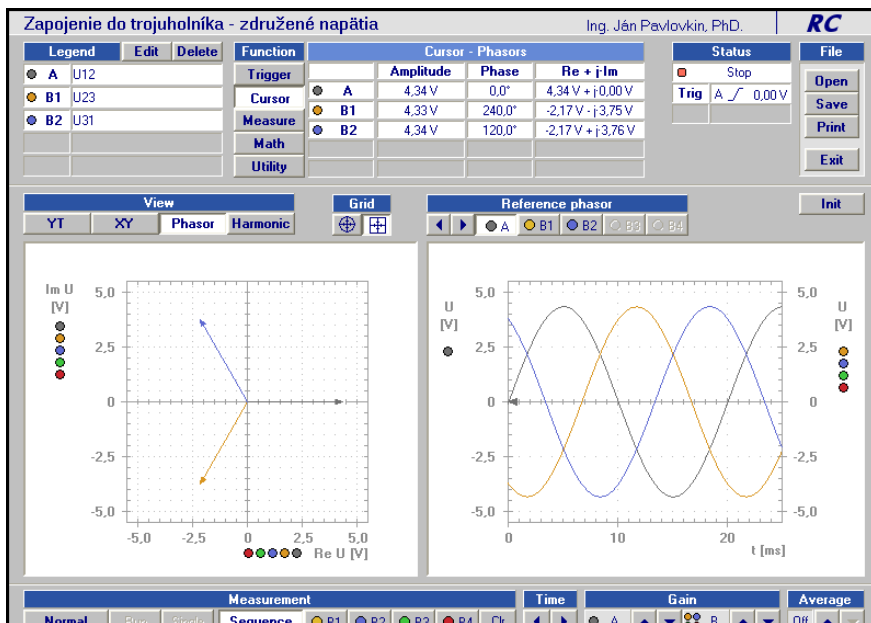 Zapojenie do trojuholníka - združené napätia Ing. Ján Pavlovkin, PhD. RC
Legend Edit Delete Function Cursor - Phasors Status File
A U12
B1 U23
B2 U31
Trigger
Cursor
Measure
Math
Utility
Amplitude Phase Re + j·Im
A 4,34 V 0,0° 4,34 V + j·0,00 V
B1 4,33 V 240,0° -2,17 V - j·3,75 V
B2 4,34 V 120,0° -2,17 V + j·3,76 V
Stop
Trig A 0,00 V
Open
Save
Print
Exit
View Grid Reference phasor Init
YT XY Phasor Harmonic A B1 B2 B3 B4
Im U
[V]
5,0
2,5
0
-2,5
-5,0
-5,0 -2,5 0 2,5 5,0
Re U [V]
U
[V]
5,0
2,5
0
-2,5
-5,0
0 10 20
t [ms]
5,0
2,5
0
-2,5
-5,0
U
[V]
Measurement Time Gain Average
Normal Sequence B1 B2 B3 B4 Clr A B Off